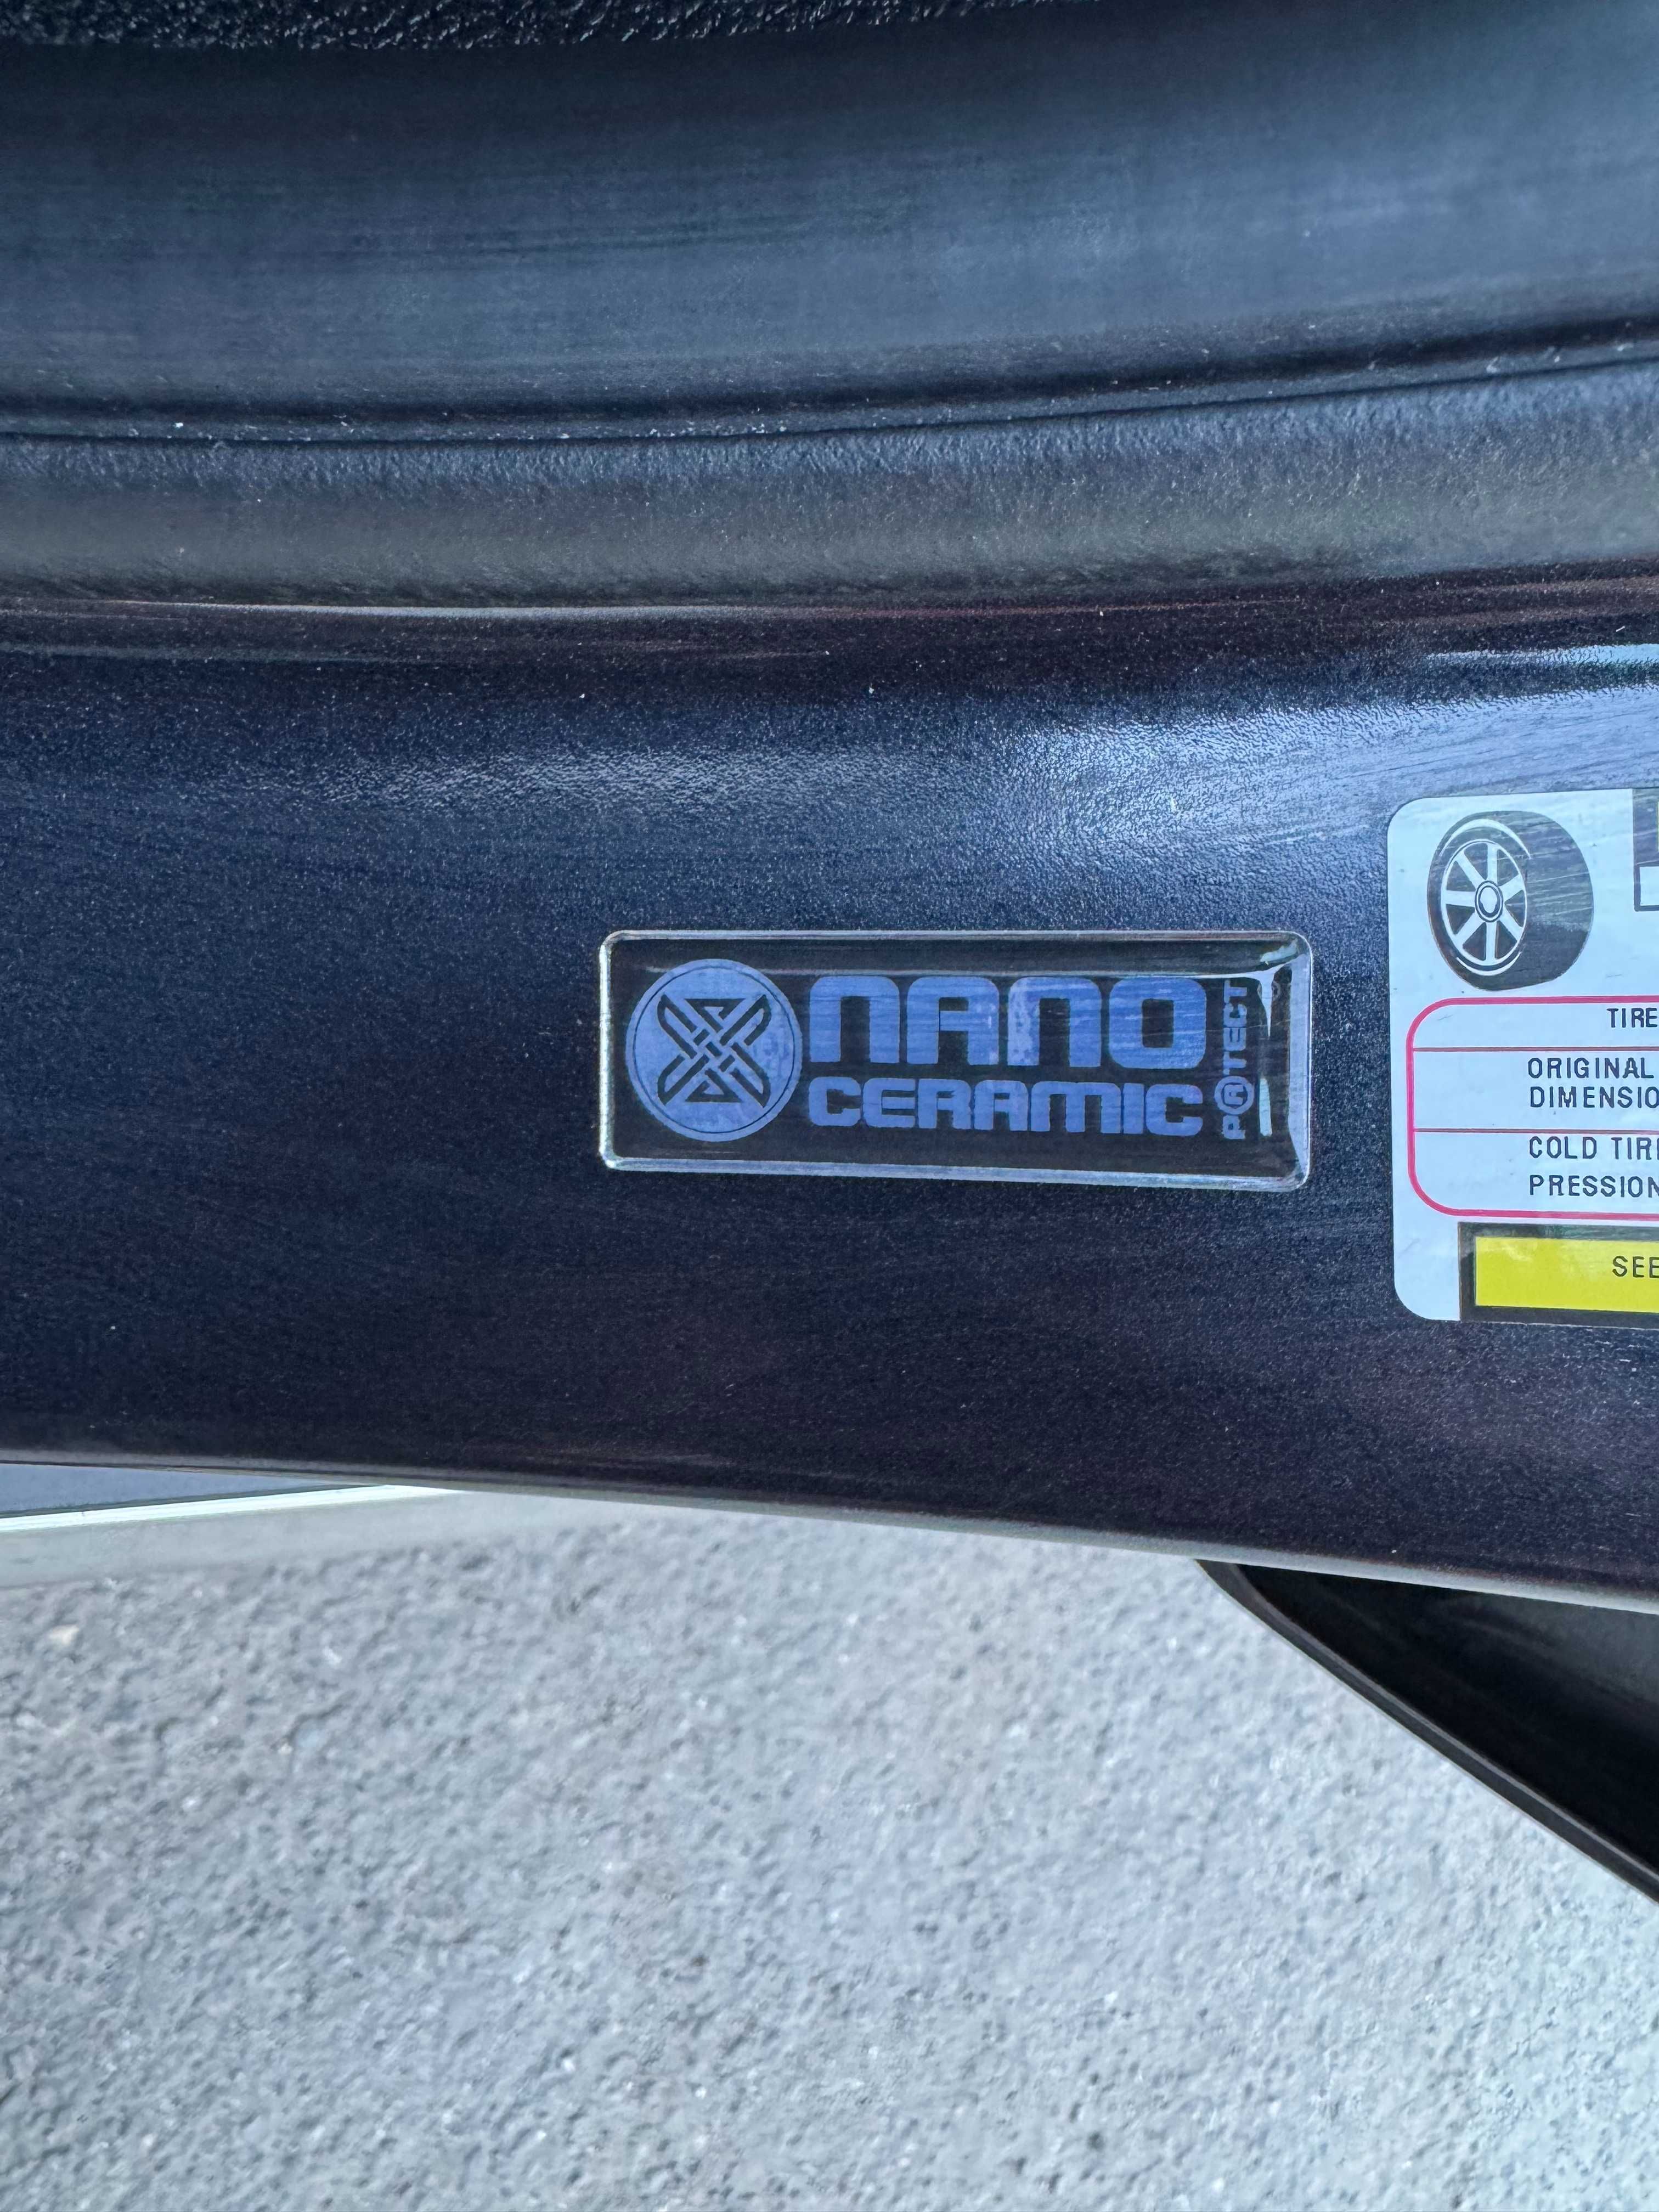 NANO
CERAMIC
PROTECT
TIRE
ORIGINAL
DIMENSIO
COLD TIR
PRESSION
SEE